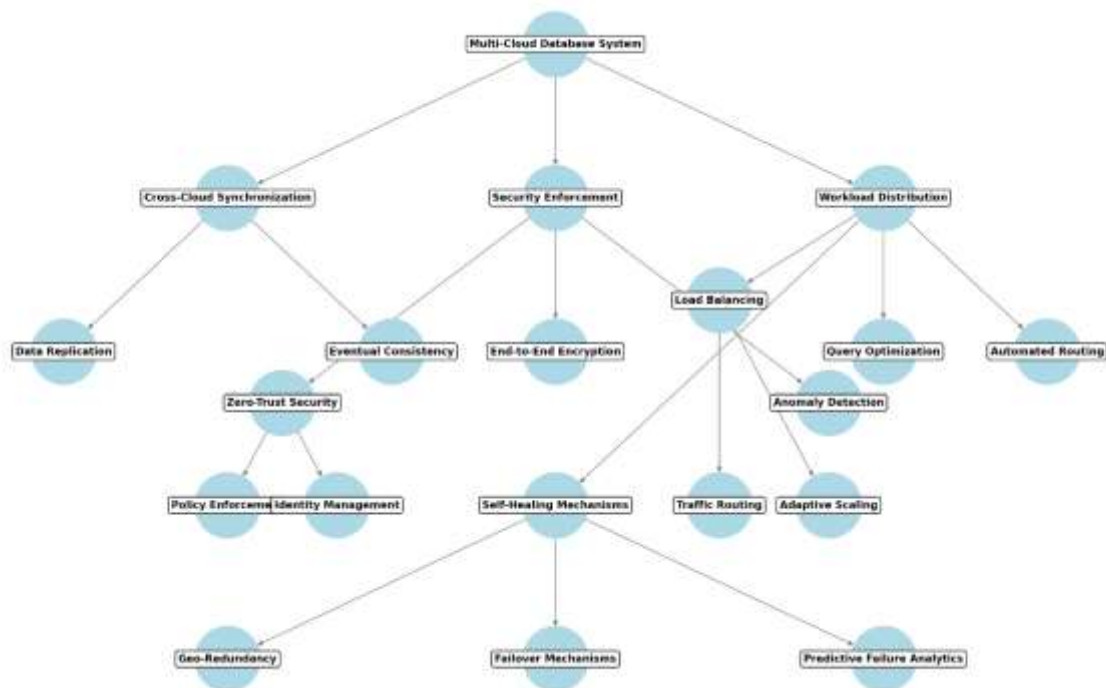 Multi-Cloud Database System
Cross-Cloud Synchronization
Security Enforcement
Workload Distribution
Load Balancing
Data Replication
Eventual Consistency
End-to-End Encryption
Query Optimization
Automated Routing
Zero-Trust Security
Anomaly Detection
Policy Enforceme
Identity Management
Self-Healing Mechanisms
Traffic Routing
Adaptive Scaling
Geo-Redundancy
Failover Mechanisms
Predictive Failure Analytics